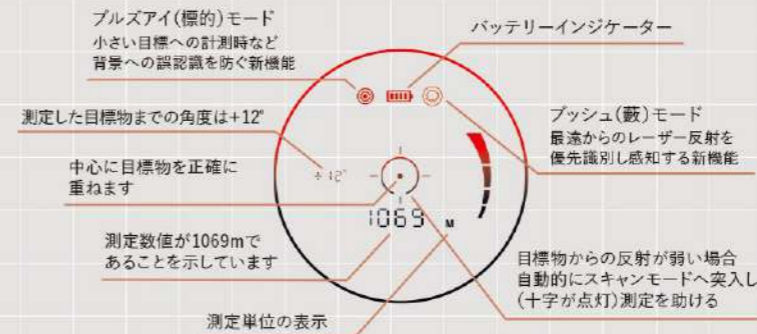 ブルズアイ(標的)モード
小さい目標への計測時など
背景への誤認識を防ぐ新機能
バッテリーインジケーター
測定した目標物までの角度は+12°
ブッシュ(藪)モード
最遠からのレーザー反射を
優先識別し感知する新機能
中心に目標物を正確に
重ねます
+12°
1069 M
測定数値が1069mで
あることを示しています
目標物からの反射が弱い場合
自動的にスキャンモードへ突入し
(十字が点灯)測定を助ける
測定単位の表示